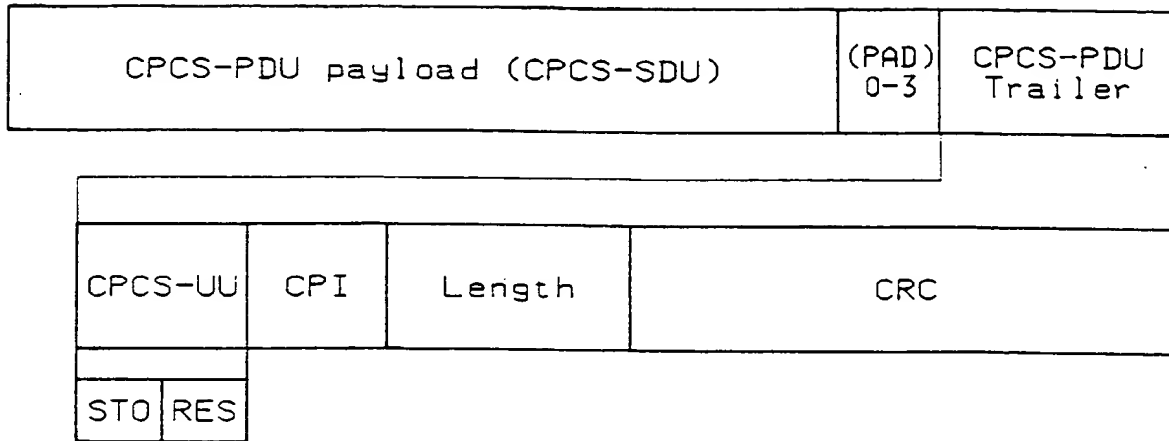 CPCS-PDU payload (CPCS-SDU)
(PAD)
0-3
CPCS-PDU
Trailer
CPCS-UU
CPI
Length
CRC
STO
RES